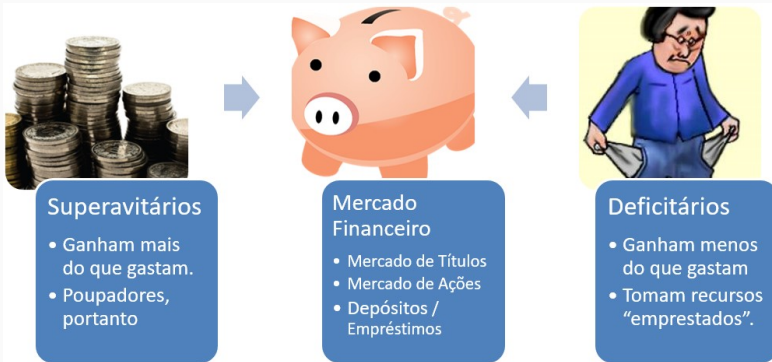 Superavitários
• Ganham mais
do que gastam.
• Poupadores,
portanto
Mercado
Financeiro
• Mercado de Títulos
• Mercado de Ações
• Depósitos /
Empréstimos
Deficitários
• Ganham menos
do que gastam
• Tomam recursos
“emprestados”.